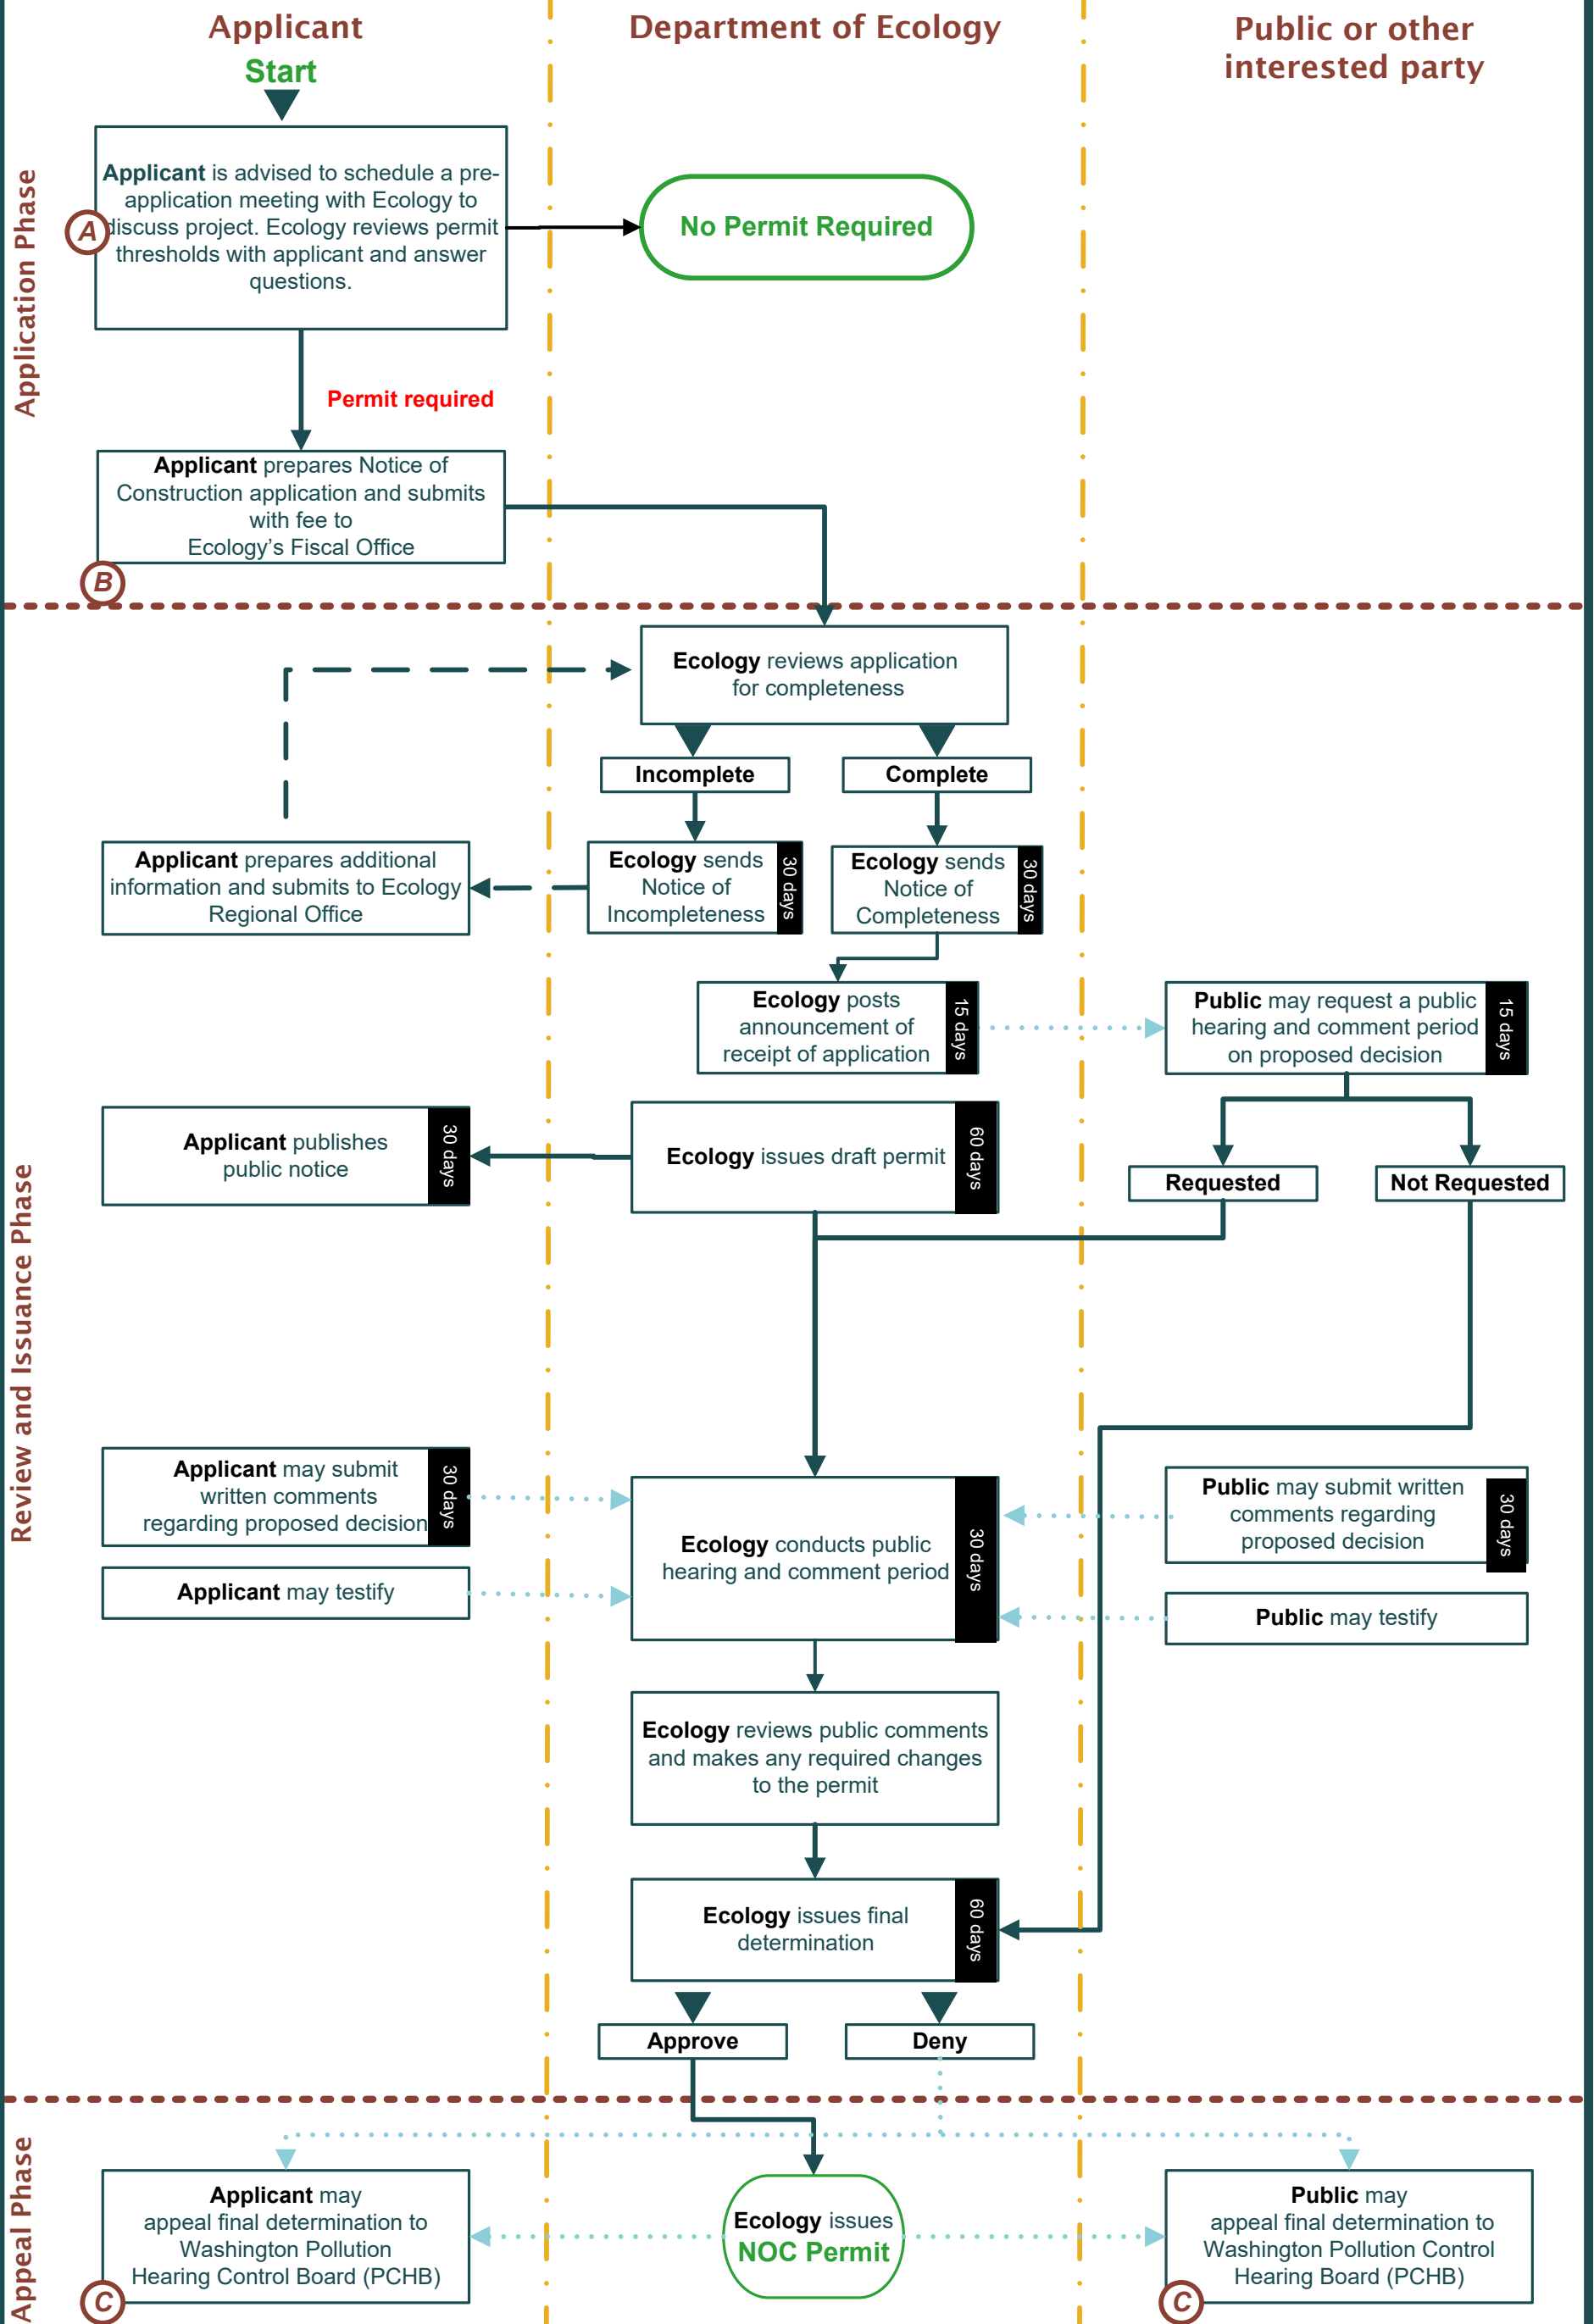 Applicant
Department of Ecology
Public or other
interested party
Start
Application Phase
Applicant is advised to schedule a pre-
application meeting with Ecology to
discuss project. Ecology reviews permit
thresholds with applicant and answer
questions.
A
No Permit Required
Permit required
Applicant prepares Notice of
Construction application and submits
with fee to
Ecology’s Fiscal Office
B
Review and Issuance Phase
Ecology reviews application
for completeness
Incomplete
Complete
Applicant prepares additional
information and submits to Ecology
Regional Office
Ecology sends
Notice of
Incompleteness
30 days
Ecology sends
Notice of
Completeness
30 days
Ecology posts
announcement of
receipt of application
15 days
Public may request a public
hearing and comment period
on proposed decision
15 days
Applicant publishes
public notice
30 days
Ecology issues draft permit
60 days
Requested
Not Requested
Applicant may submit
written comments
regarding proposed decision
30 days
Applicant may testify
Ecology conducts public
hearing and comment period
30 days
Public may submit written
comments regarding
proposed decision
30 days
Public may testify
Ecology reviews public comments
and makes any required changes
to the permit
Ecology issues final
determination
60 days
Approve
Deny
Appeal Phase
Applicant may
appeal final determination to
Washington Pollution
Hearing Control Board (PCHB)
C
Ecology issues
NOC Permit
Public may
appeal final determination to
Washington Pollution Control
Hearing Board (PCHB)
C